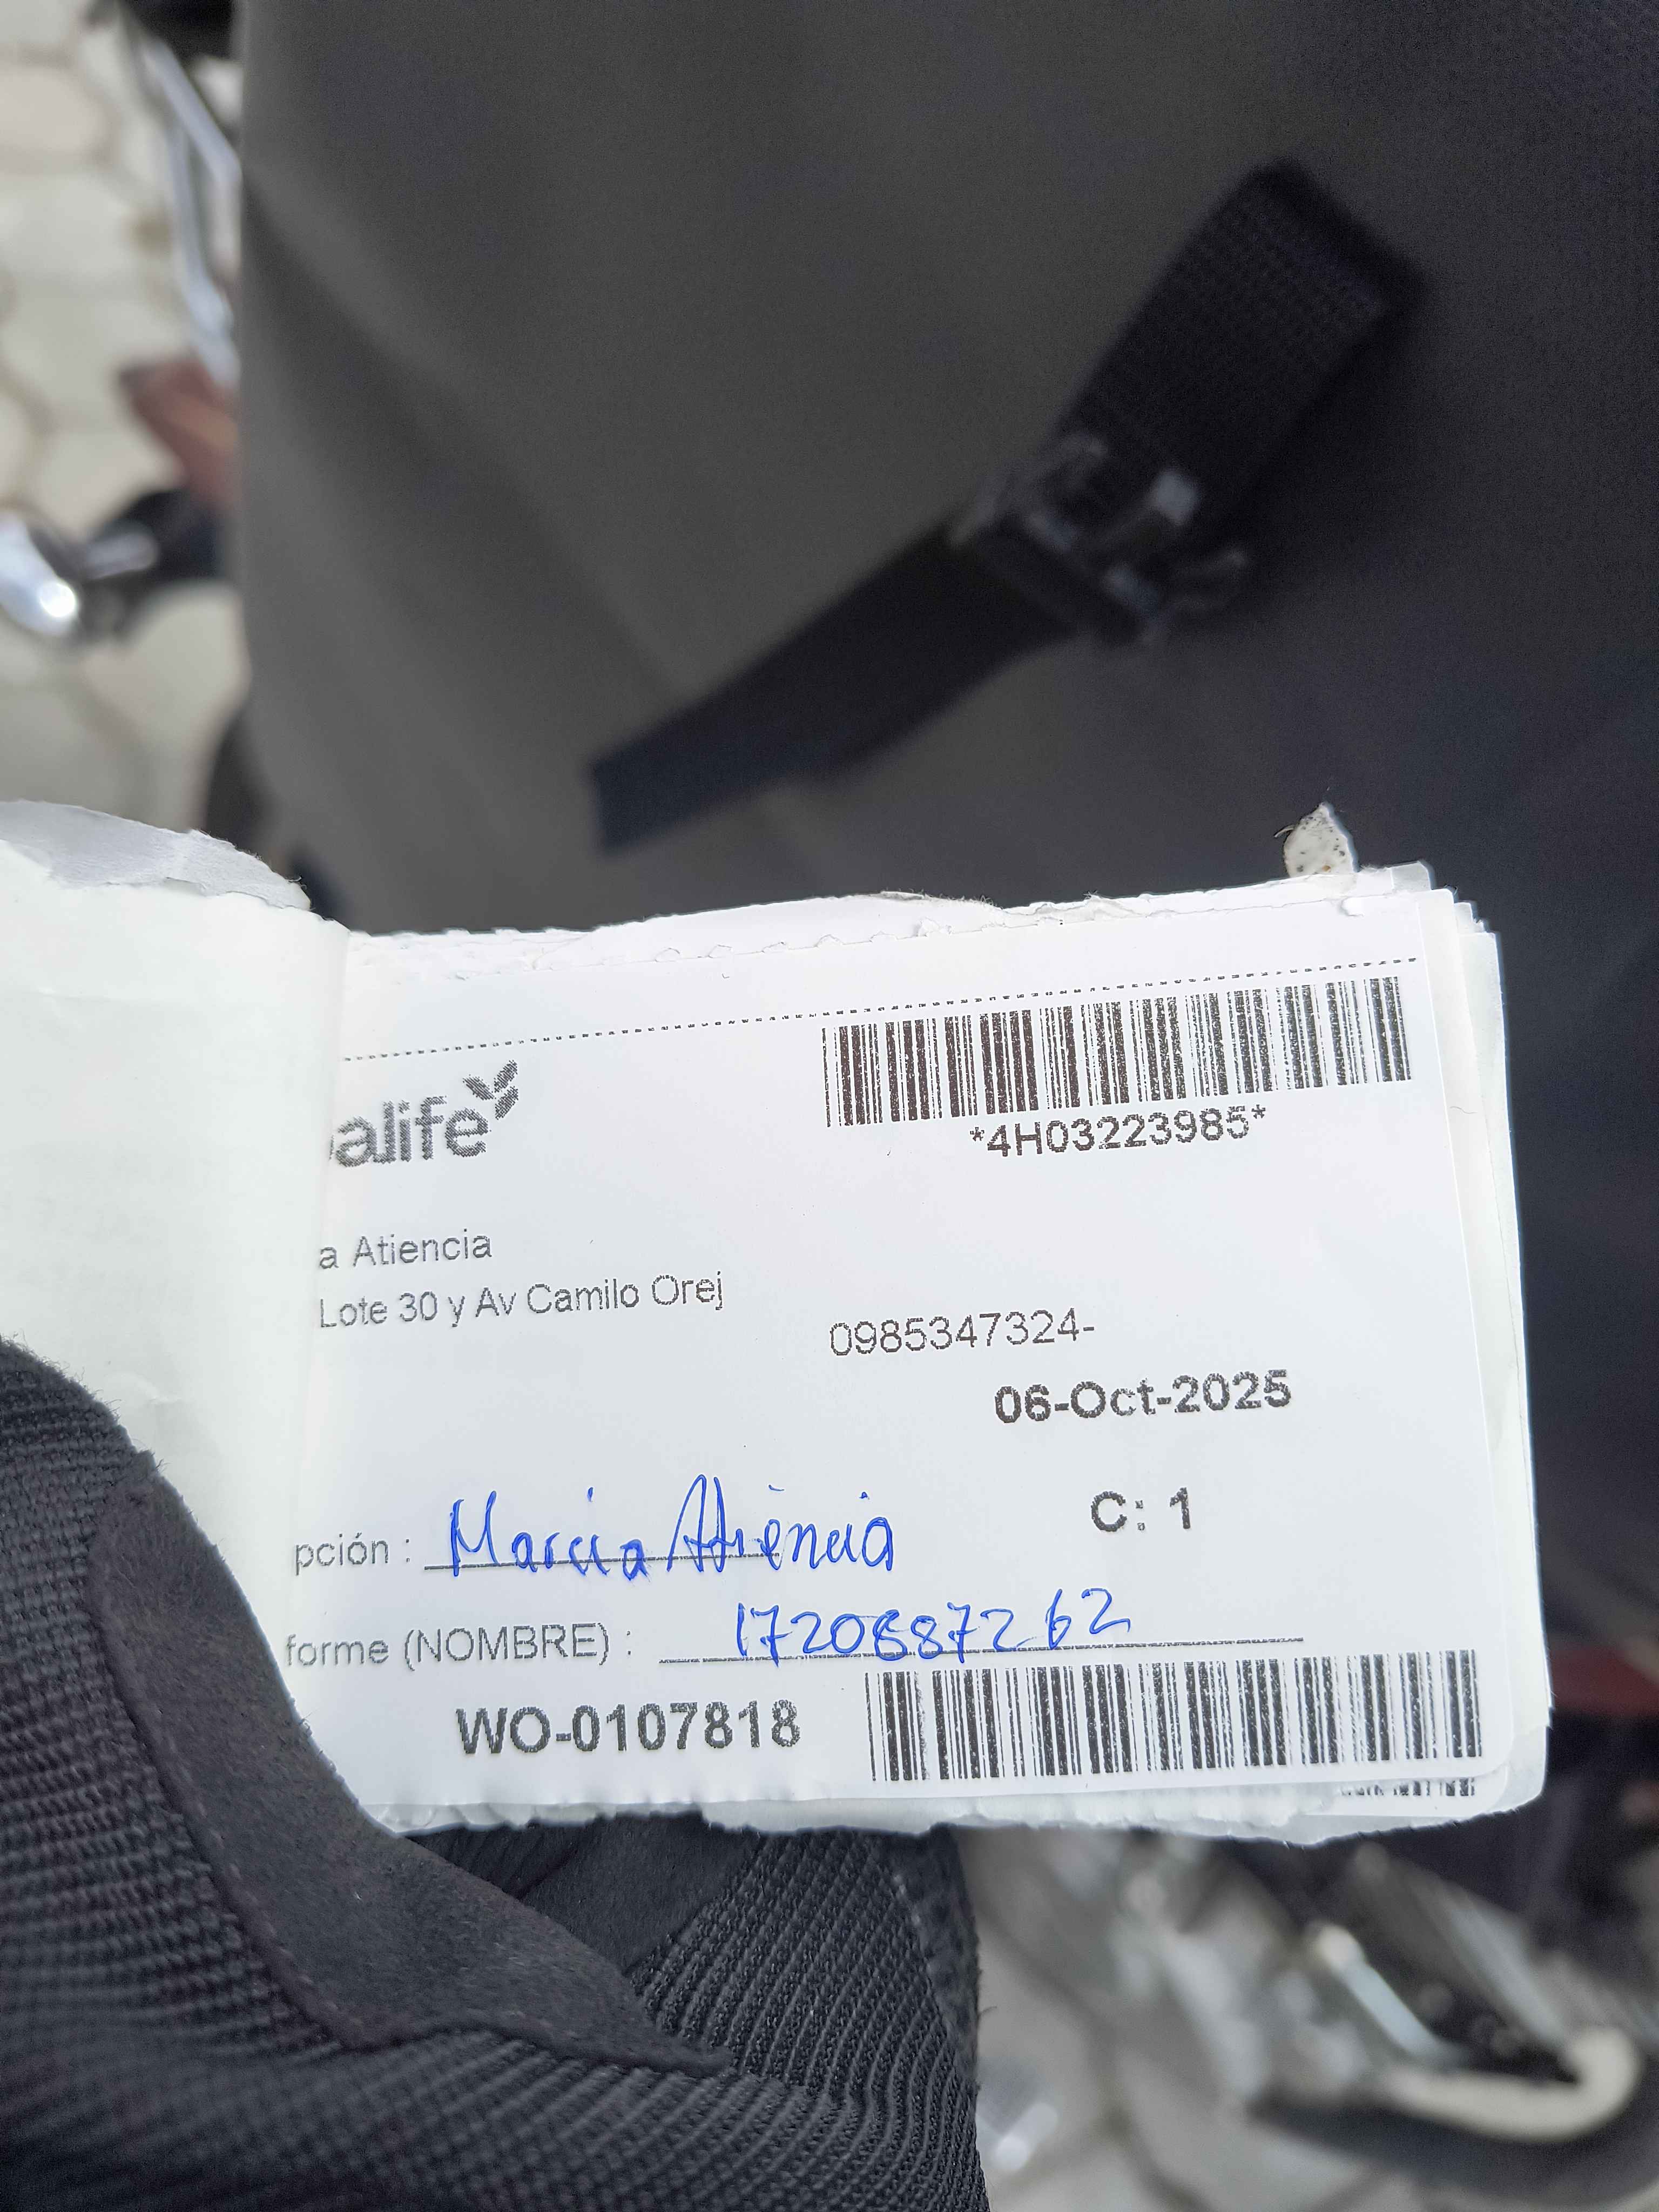 alife
*4H03223985*
a Atiencia
Lote 30 y Av Camilo Orej
0985347324-
06-Oct-2025
C: 1
pción : Marcia Atiencia
forme (NOMBRE) : 1720887262
WO-0107818